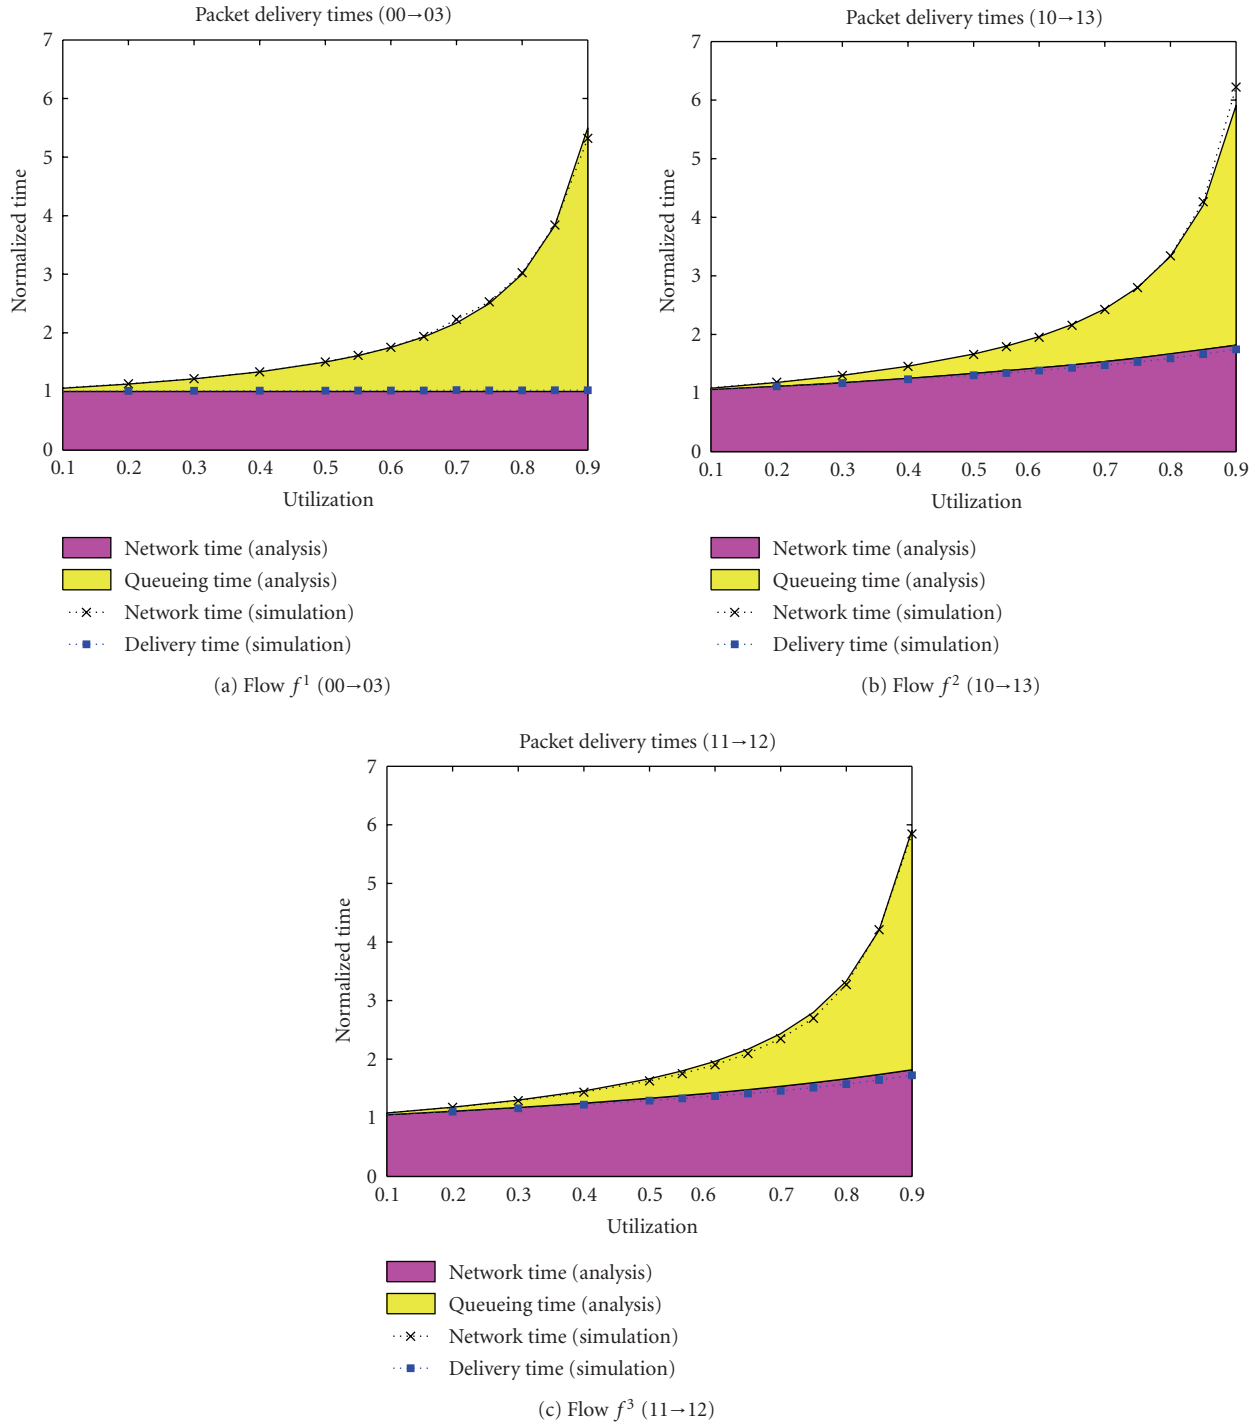 Packet delivery times (00→03)
7
6
5
4
3
2
1
0
Normalized time
0.1 0.2 0.3 0.4 0.5 0.6 0.7 0.8 0.9
Utilization
Network time (analysis)
Queueing time (analysis)
Network time (simulation)
Delivery time (simulation)
(a) Flow f¹ (00→03)
Packet delivery times (10→13)
7
6
5
4
3
2
1
0
Normalized time
0.1 0.2 0.3 0.4 0.5 0.6 0.7 0.8 0.9
Utilization
Network time (analysis)
Queueing time (analysis)
Network time (simulation)
Delivery time (simulation)
(b) Flow f² (10→13)
Packet delivery times (11→12)
7
6
5
4
3
2
1
0
Normalized time
0.1 0.2 0.3 0.4 0.5 0.6 0.7 0.8 0.9
Utilization
Network time (analysis)
Queueing time (analysis)
Network time (simulation)
Delivery time (simulation)
(c) Flow f³ (11→12)